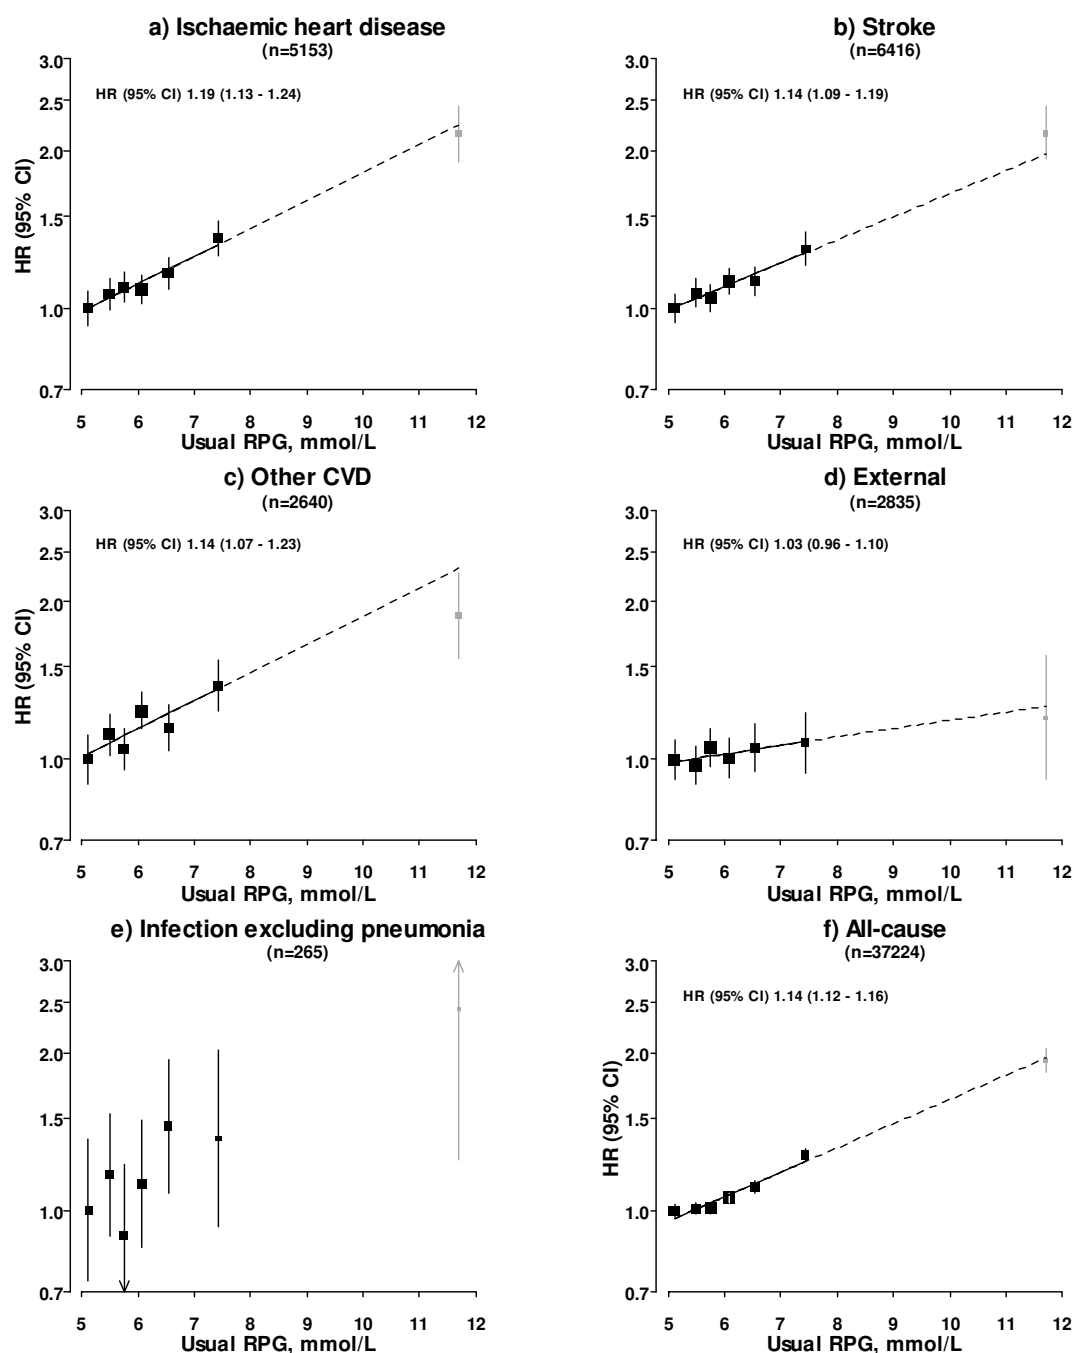 a) Ischaemic heart disease
(n=5153)
HR (95% CI) 1.19 (1.13 - 1.24)
HR (95% CI)
3.0
2.5
2.0
1.5
1.0
0.7
5 6 7 8 9 10 11 12
Usual RPG, mmol/L
b) Stroke
(n=6416)
HR (95% CI) 1.14 (1.09 - 1.19)
3.0
2.5
2.0
1.5
1.0
0.7
5 6 7 8 9 10 11 12
Usual RPG, mmol/L
c) Other CVD
(n=2640)
HR (95% CI) 1.14 (1.07 - 1.23)
HR (95% CI)
3.0
2.5
2.0
1.5
1.0
0.7
5 6 7 8 9 10 11 12
Usual RPG, mmol/L
d) External
(n=2835)
HR (95% CI) 1.03 (0.96 - 1.10)
3.0
2.5
2.0
1.5
1.0
0.7
5 6 7 8 9 10 11 12
Usual RPG, mmol/L
e) Infection excluding pneumonia
(n=265)
3.0
2.5
2.0
1.5
1.0
0.7
5 6 7 8 9 10 11 12
Usual RPG, mmol/L
f) All-cause
(n=37224)
HR (95% CI) 1.14 (1.12 - 1.16)
HR (95% CI)
3.0
2.5
2.0
1.5
1.0
0.7
5 6 7 8 9 10 11 12
Usual RPG, mmol/L